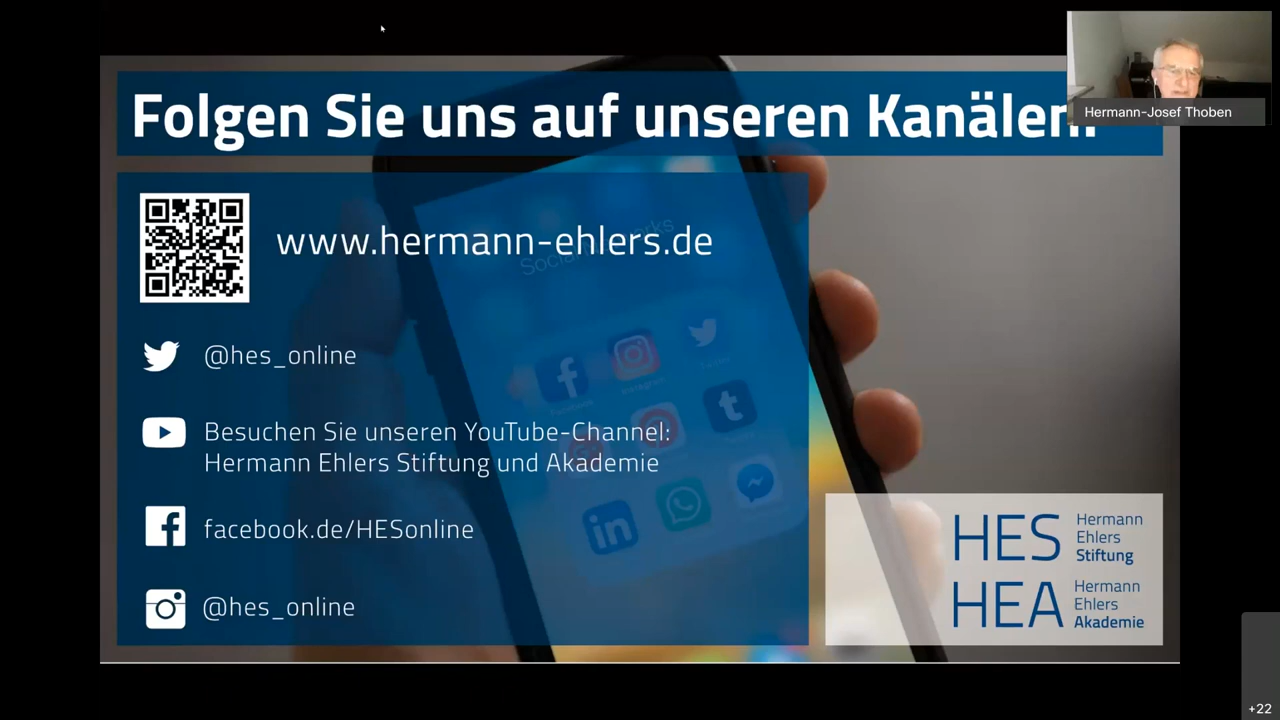 Folgen Sie uns auf unseren Kanälen!
Hermann-Josef Thoben
www.hermann-ehlers.de
@hes_online
Besuchen Sie unseren YouTube-Channel:
Hermann Ehlers Stiftung und Akademie
facebook.de/HESonline
@hes_online
HES Hermann
Ehlers
Stiftung
HEA Hermann
Ehlers
Akademie
+22